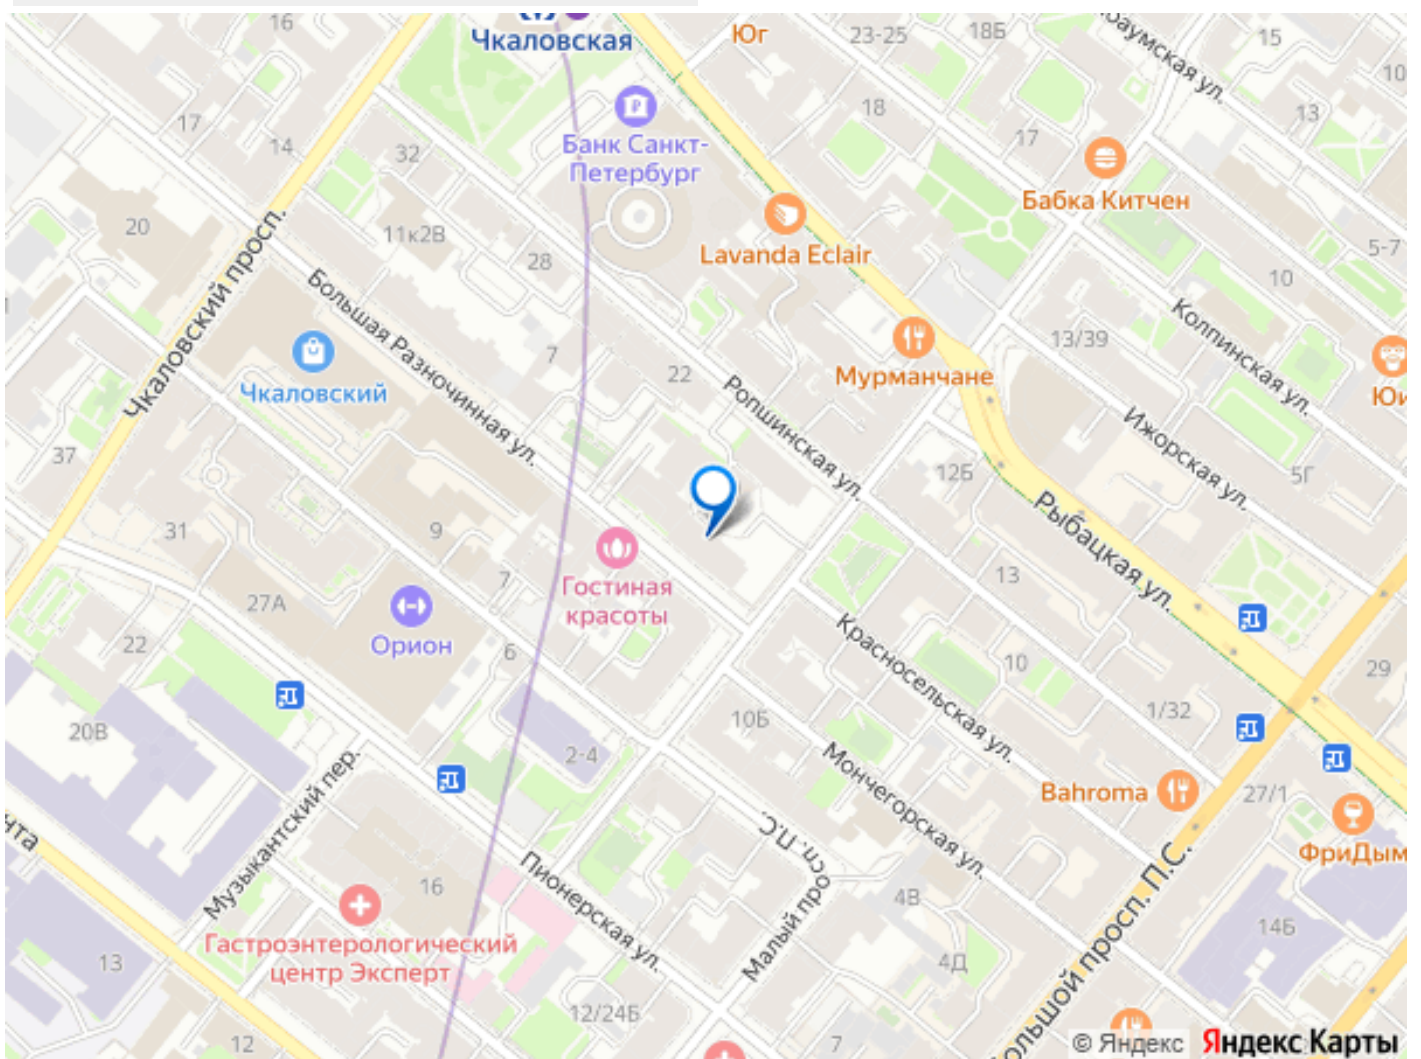 16
Чкаловская
Юг
23-25
18Б
15
10
17
14
32
18
17
13
Банк Санкт-
Петербург
Бабка Китчен
20
11к2В
28
Lavanda Eclair
5-7
10
Чкаловский просп.
Большая Разночинная ул.
Колпинская ул.
Чкаловский
7
22
Мурманчане
13/39
Ропшинская ул.
Ижорская ул.
37
12Б
5Г
31
9
Рыбацкая ул.
Гостиная
красоты
7
13
27А
Орион
22
6
Красносельская ул.
10
29
20В
2-4
10Б
1/32
Мончегорская ул.
Bahroma
27/1
ФриДым
Музыкантский пер.
16
Пионерская ул.
Малый просп. П.С.
4В
14Б
Гастроэнтерологический
центр Эксперт
13
4Д
12/24Б
12
7
© Яндекс Яндекс Карты